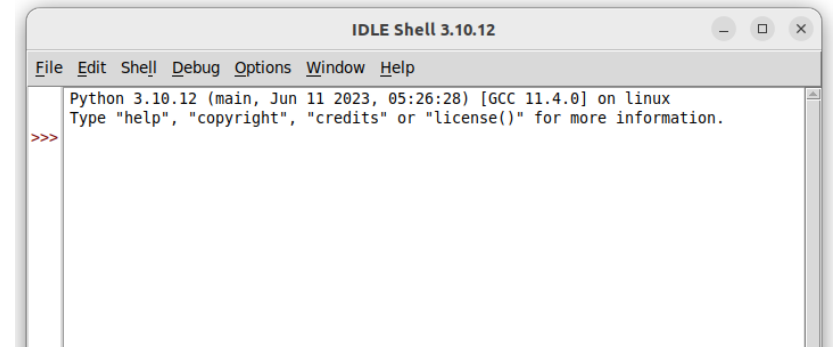 IDLE Shell 3.10.12
File Edit Shell Debug Options Window Help
Python 3.10.12 (main, Jun 11 2023, 05:26:28) [GCC 11.4.0] on linux
Type "help", "copyright", "credits" or "license()" for more information.
>>>